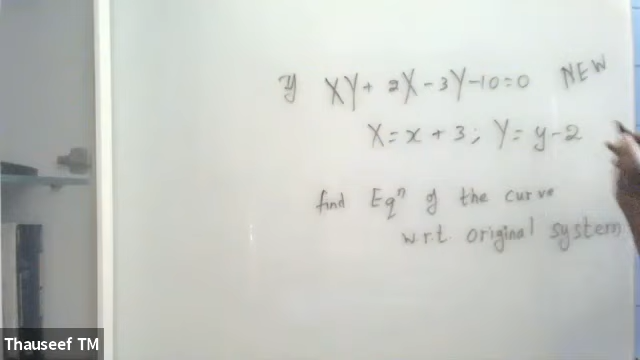 If XY + 2X - 3Y - 10 = 0 NEW
X = x + 3; Y = y - 2
find Eqⁿ of the curve
w.r.t. original system
Thauseef TM